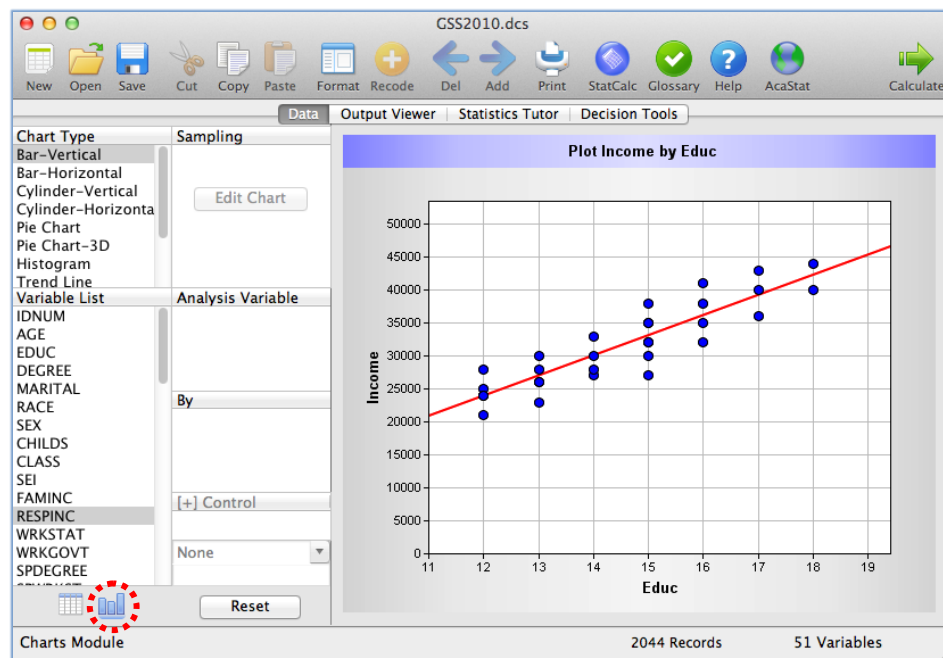 GSS2010.dcs
New Open Save Cut Copy Paste Format Recode Del Add Print StatCalc Glossary Help AcaStat Calculate
Data Output Viewer Statistics Tutor Decision Tools
Chart Type
Bar-Vertical
Bar-Horizontal
Cylinder-Vertical
Cylinder-Horizonta
Pie Chart
Pie Chart-3D
Histogram
Trend Line
Sampling
Edit Chart
Variable List
IDNUM
AGE
EDUC
DEGREE
MARITAL
RACE
SEX
CHILDS
CLASS
SEI
FAMINC
RESPINC
WRKSTAT
WRKGOVT
SPDEGREE
Analysis Variable
By
[+] Control
None
Reset
Plot Income by Educ
Income
50000
45000
40000
35000
30000
25000
20000
15000
10000
5000
0
11 12 13 14 15 16 17 18 19
Educ
Charts Module 2044 Records 51 Variables